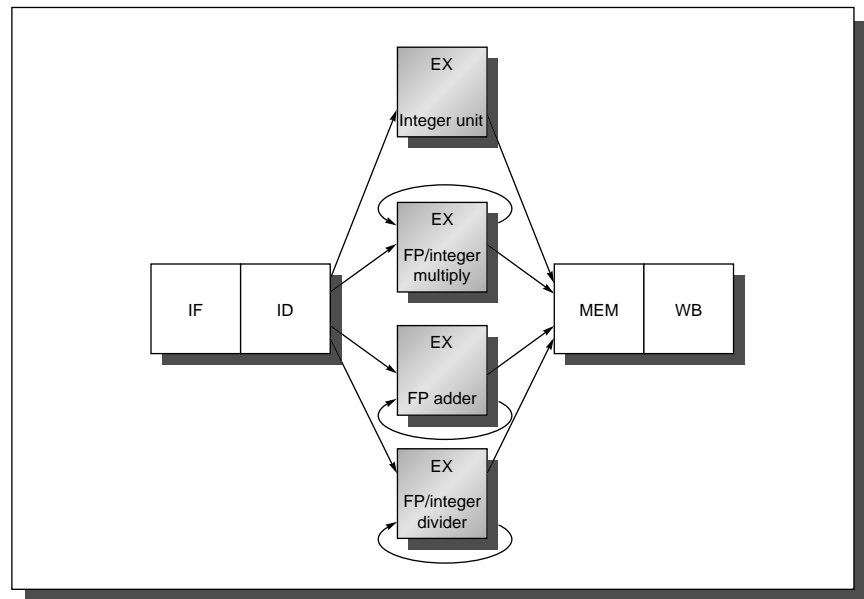 EX
Integer unit
EX
FP/integer
multiply
IF
ID
MEM
WB
EX
FP adder
EX
FP/integer
divider